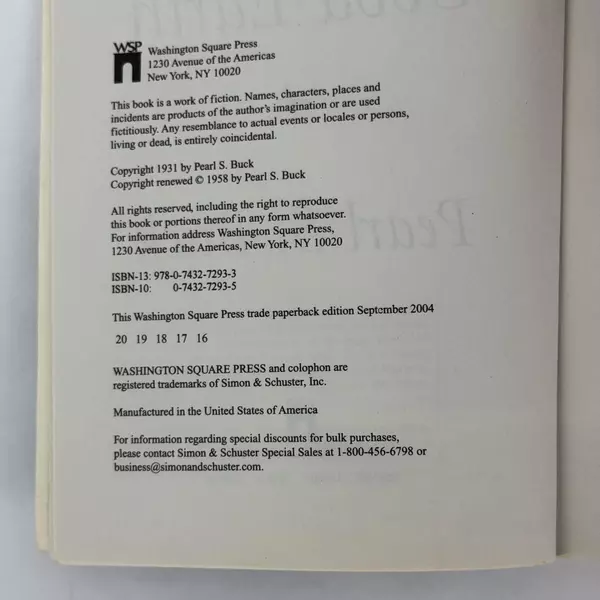 WSP
Washington Square Press
1230 Avenue of the Americas
New York, NY 10020
This book is a work of fiction. Names, characters, places and
incidents are products of the author's imagination or are used
fictitiously. Any resemblance to actual events or locales or persons,
living or dead, is entirely coincidental.
Copyright 1931 by Pearl S. Buck
Copyright renewed © 1958 by Pearl S. Buck
All rights reserved, including the right to reproduce
this book or portions thereof in any form whatsoever.
For information address Washington Square Press,
1230 Avenue of the Americas, New York, NY 10020
ISBN-13: 978-0-7432-7293-3
ISBN-10: 0-7432-7293-5
This Washington Square Press trade paperback edition September 2004
20 19 18 17 16
WASHINGTON SQUARE PRESS and colophon are
registered trademarks of Simon & Schuster, Inc.
Manufactured in the United States of America
For information regarding special discounts for bulk purchases,
please contact Simon & Schuster Special Sales at 1-800-456-6798 or
business@simonandschuster.com.